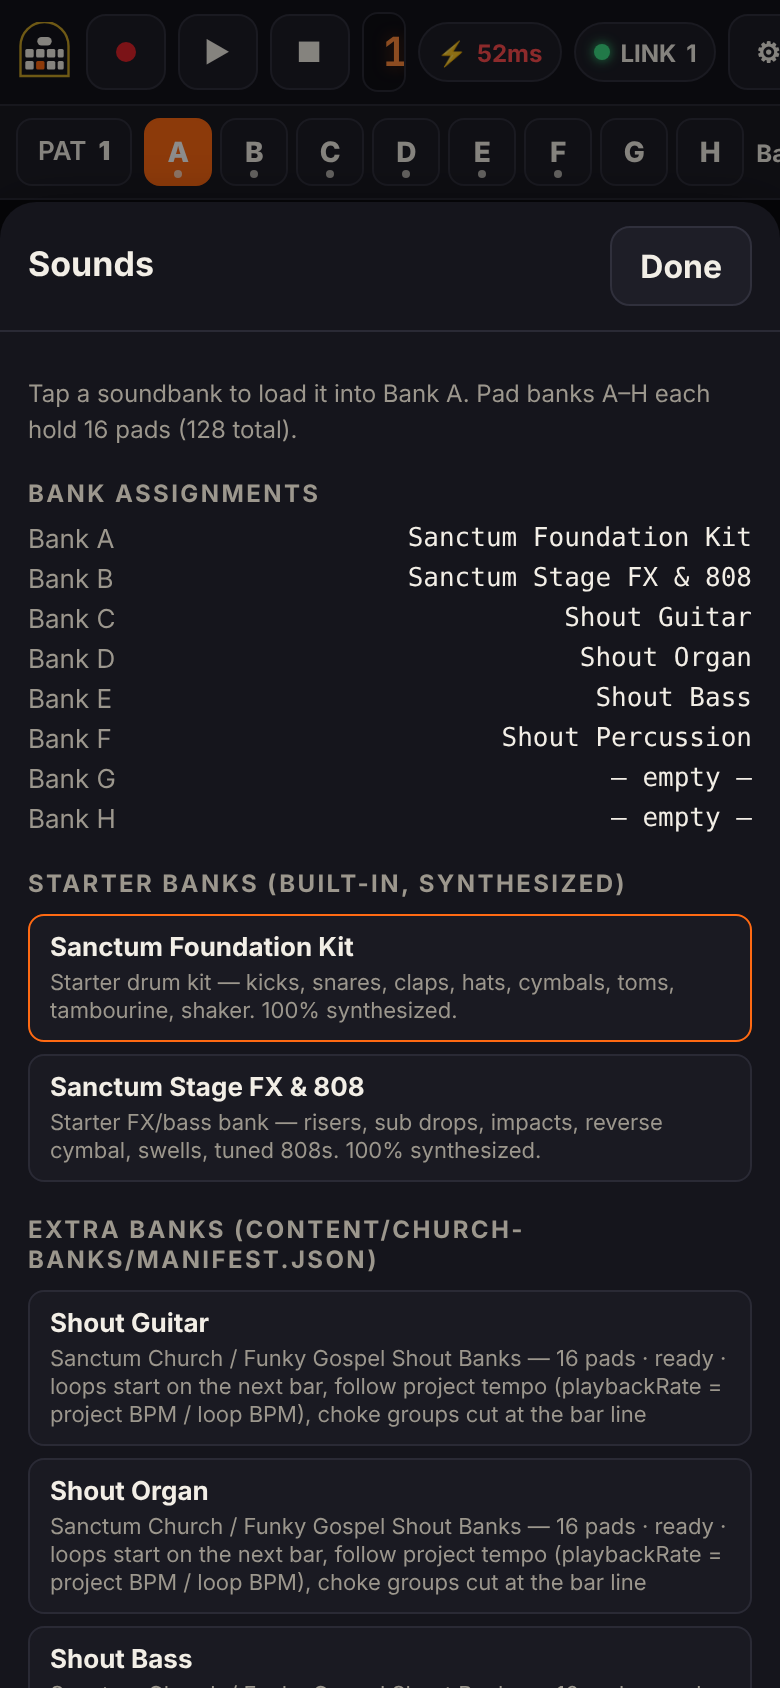 1
⚡ 52ms
LINK 1
PAT 1
A
B
C
D
E
F
G
H
Sounds
Done
Tap a soundbank to load it into Bank A. Pad banks A–H each
hold 16 pads (128 total).
BANK ASSIGNMENTS
Bank A Sanctum Foundation Kit
Bank B Sanctum Stage FX & 808
Bank C Shout Guitar
Bank D Shout Organ
Bank E Shout Bass
Bank F Shout Percussion
Bank G — empty —
Bank H — empty —
STARTER BANKS (BUILT-IN, SYNTHESIZED)
Sanctum Foundation Kit
Starter drum kit — kicks, snares, claps, hats, cymbals, toms,
tambourine, shaker. 100% synthesized.
Sanctum Stage FX & 808
Starter FX/bass bank — risers, sub drops, impacts, reverse
cymbal, swells, tuned 808s. 100% synthesized.
EXTRA BANKS (CONTENT/CHURCH-
BANKS/MANIFEST.JSON)
Shout Guitar
Sanctum Church / Funky Gospel Shout Banks — 16 pads · ready ·
loops start on the next bar, follow project tempo (playbackRate =
project BPM / loop BPM), choke groups cut at the bar line
Shout Organ
Sanctum Church / Funky Gospel Shout Banks — 16 pads · ready ·
loops start on the next bar, follow project tempo (playbackRate =
project BPM / loop BPM), choke groups cut at the bar line
Shout Bass